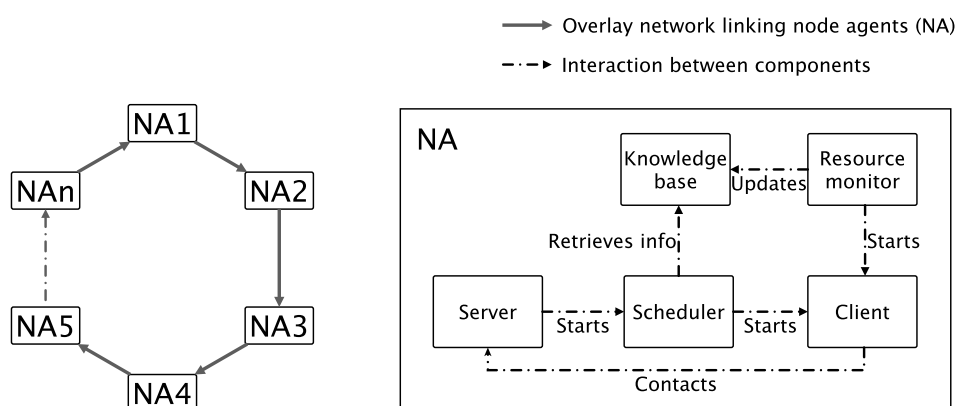 Overlay network linking node agents (NA)
Interaction between components
NA1
NAn
NA2
NA5
NA3
NA4
NA
Knowledge
base
Updates
Resource
monitor
Retrieves info
Starts
Server
Starts
Scheduler
Starts
Client
Contacts